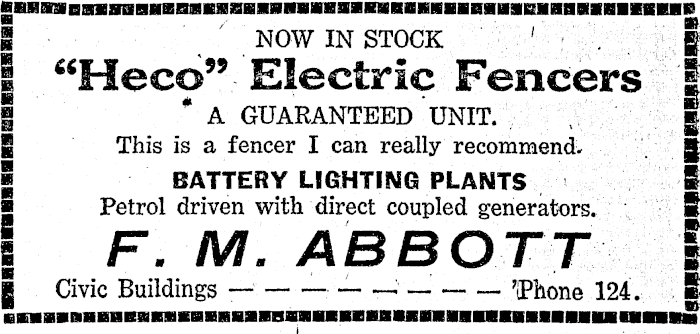 NOW IN STOCK
“Heco” Electric Fencers
A GUARANTEED UNIT.
This is a fencer I can really recommend.
BATTERY LIGHTING PLANTS
Petrol driven with direct coupled generators.
F. M. ABBOTT
Civic Buildings — — — — — — — ’Phone 124.